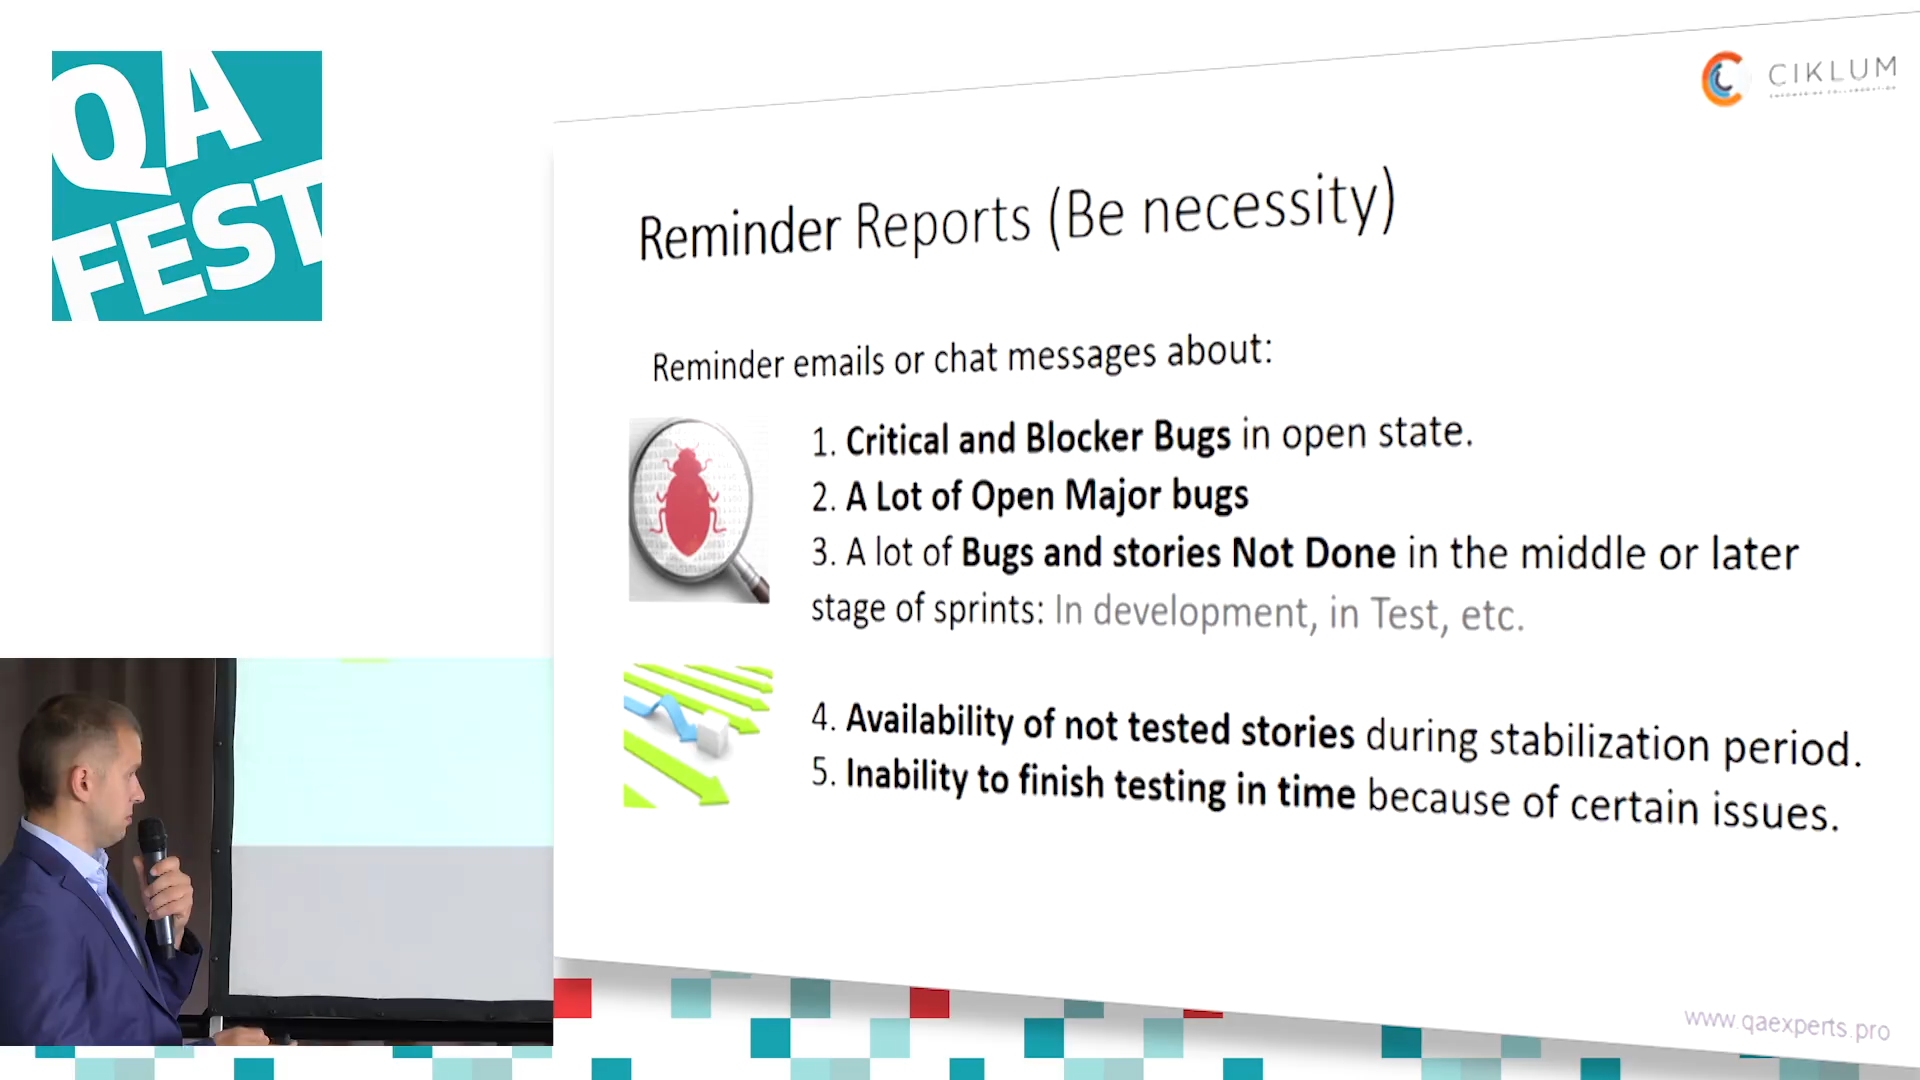 QA
FEST
CIKLUM
Reminder Reports (Be necessity)
Reminder emails or chat messages about:
1. Critical and Blocker Bugs in open state.
2. A Lot of Open Major bugs
3. A lot of Bugs and stories Not Done in the middle or later
stage of sprints: In development, in Test, etc.
4. Availability of not tested stories during stabilization period.
5. Inability to finish testing in time because of certain issues.
www.qaexperts.pro